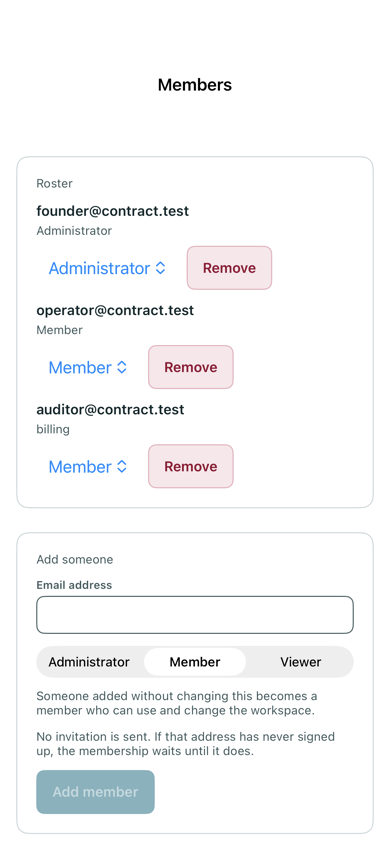 Members
Roster
founder@contract.test
Administrator
Administrator
Remove
operator@contract.test
Member
Member
Remove
auditor@contract.test
billing
Member
Remove
Add someone
Email address
Administrator
Member
Viewer
Someone added without changing this becomes a
member who can use and change the workspace.
No invitation is sent. If that address has never signed
up, the membership waits until it does.
Add member